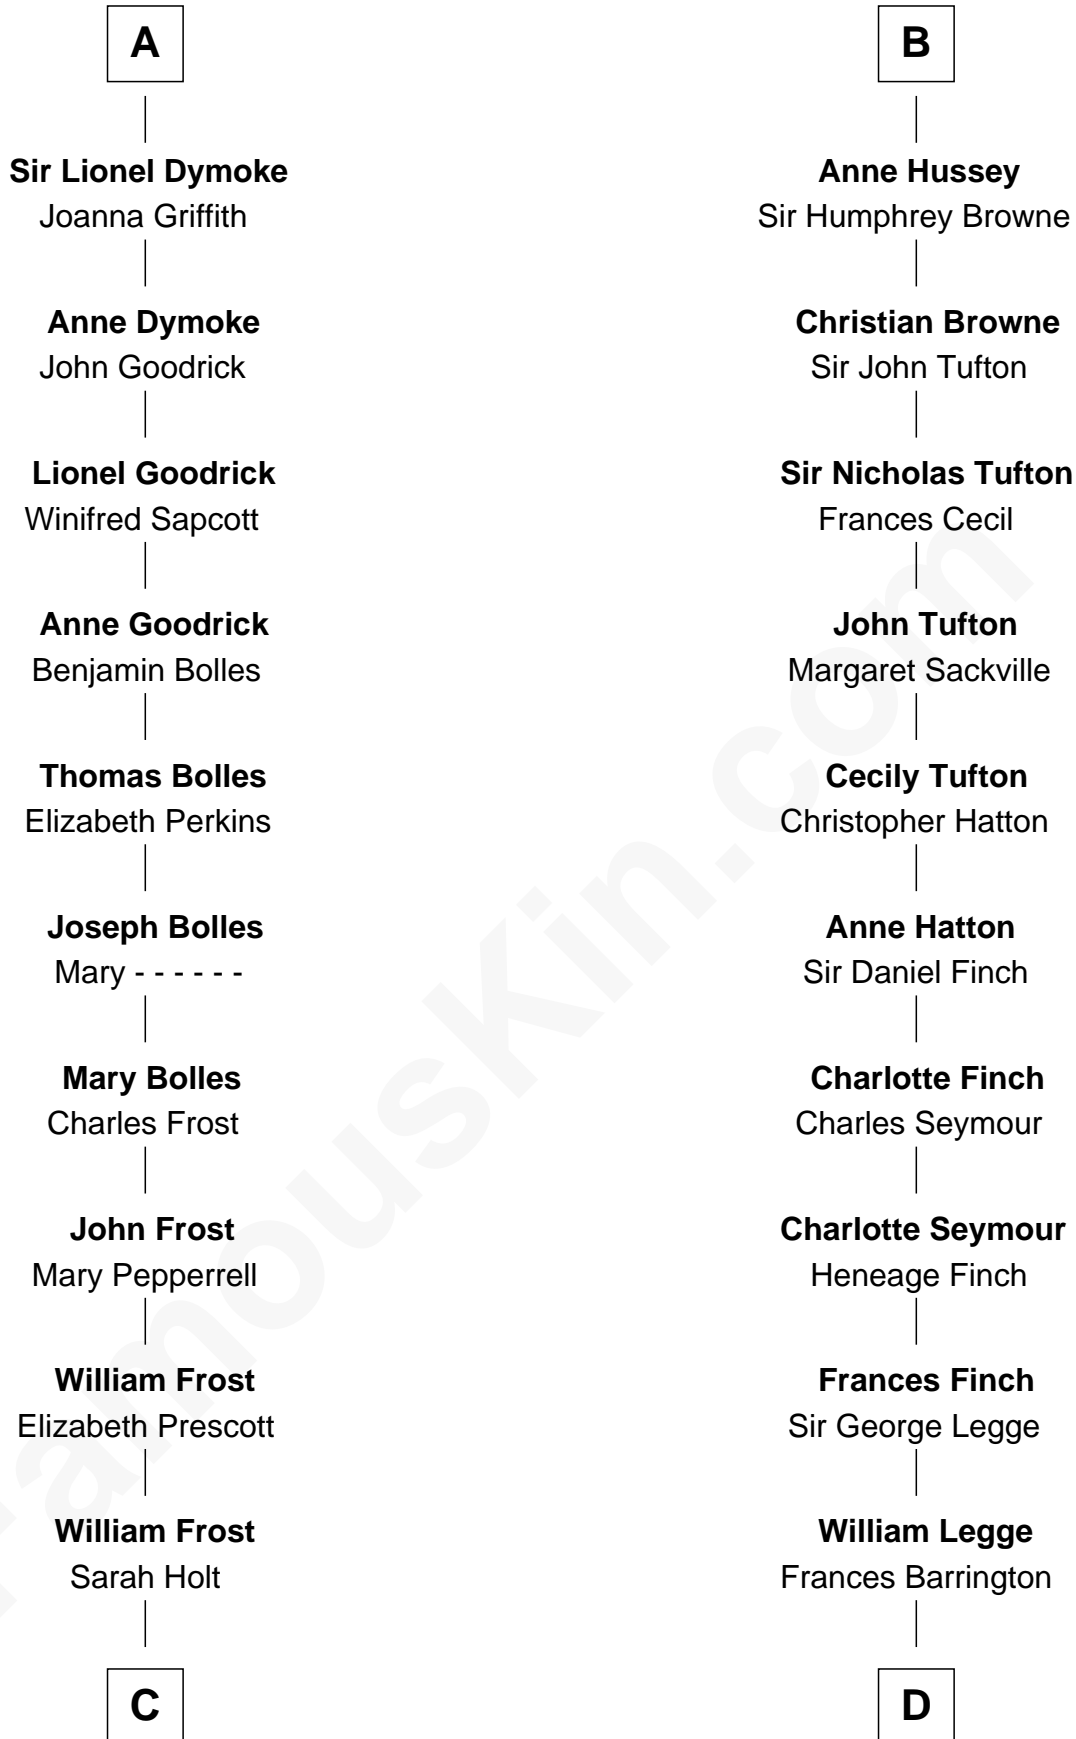 A
Sir Lionel Dymoke
Joanna Griffith
Anne Dymoke
John Goodrick
Lionel Goodrick
Winifred Sapcott
Anne Goodrick
Benjamin Bolles
Thomas Bolles
Elizabeth Perkins
Joseph Bolles
Mary - - - - - -
Mary Bolles
Charles Frost
John Frost
Mary Pepperrell
William Frost
Elizabeth Prescott
William Frost
Sarah Holt
C
B
Anne Hussey
Sir Humphrey Browne
Christian Browne
Sir John Tufton
Sir Nicholas Tufton
Frances Cecil
John Tufton
Margaret Sackville
Cecily Tufton
Christopher Hatton
Anne Hatton
Sir Daniel Finch
Charlotte Finch
Charles Seymour
Charlotte Seymour
Heneage Finch
Frances Finch
Sir George Legge
William Legge
Frances Barrington
D
FamousKin.com